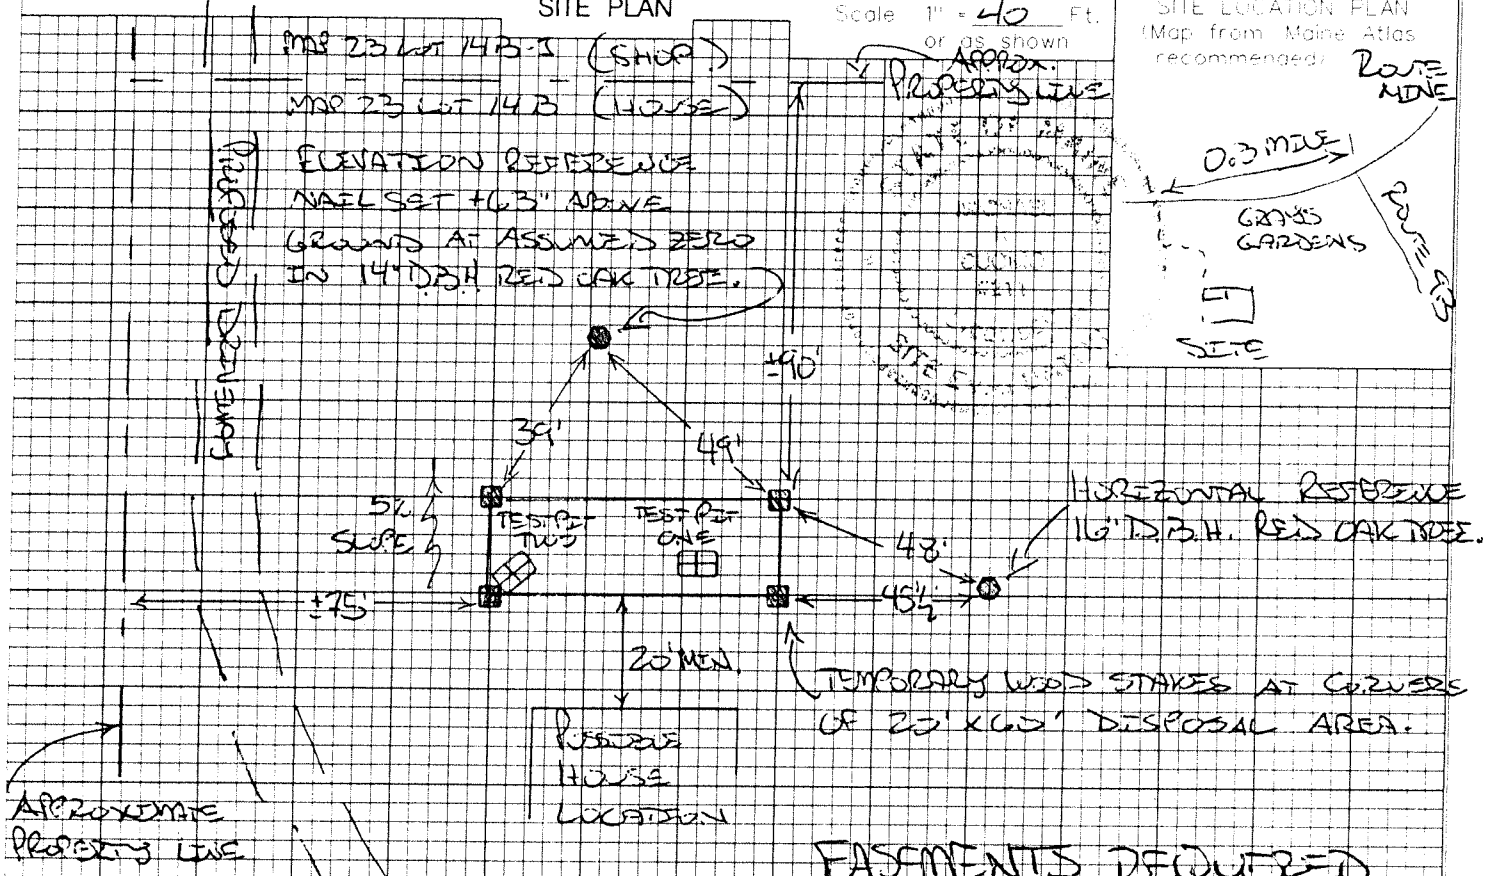 SITE PLAN
Scale 1" = 40 Ft.
or as shown
SITE LOCATION PLAN
(Map from Maine Atlas
recommended)
MAP 23 LOT 14B-1 (SHOP)
MAP 23 LOT 14B (HOUSE)
APPROX.
PROPERTY LINE
ROUTE
NINE
0.3 MILE
GRAYS
GARDENS
ROUTE 9B
SITE
PROPOSED DRIVEWAY
ELEVATION REFERENCE
NAIL SET +63" ABOVE
GROUND AT ASSUMED ZERO
IN 14" D.B.H RED OAK TREE.
±90'
39'
49'
5%
SLOPE
TEST PIT
TWO
TEST PIT
ONE
48'
HORIZONTAL REFERENCE
16" D.B.H. RED OAK TREE.
±75'
45½'
20' MIN.
TEMPORARY WOOD STAKES AT CORNERS
OF 20' X 60' DISPOSAL AREA.
POSSIBLE
HOUSE
LOCATION
APPROXIMATE
PROPERTY LINE
EASEMENTS REQUIRED